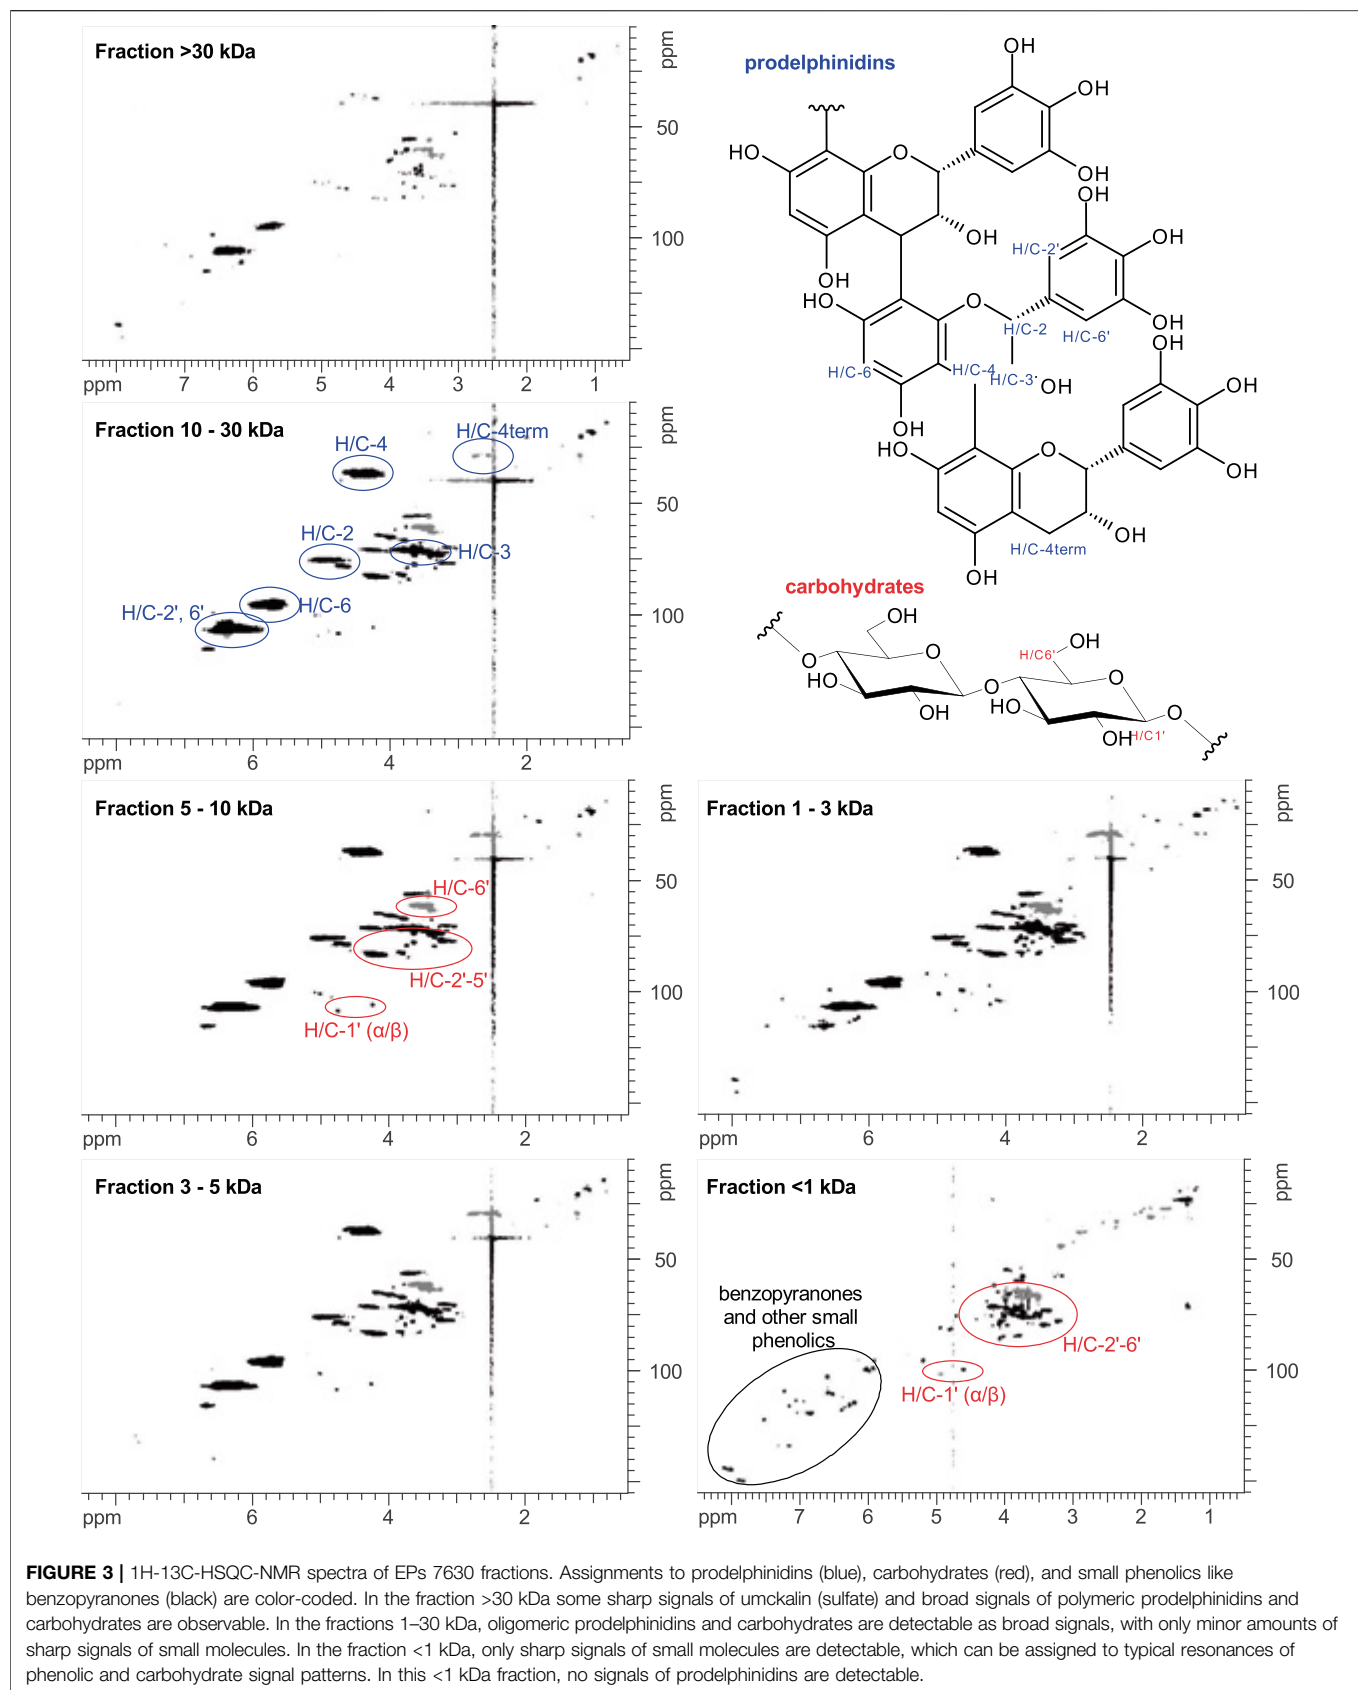 Fraction >30 kDa
ppm
50
100
ppm 7 6 5 4 3 2 1
prodelphinidins
OH
OH
HO
O
OH
OH
OH
OH
OH
H/C-2'
HO
O
OH
H/C-2
H/C-6'
OH
H/C-6
H/C-4
H/C-3
OH
OH
OH
OH
HO
O
OH
OH
H/C-4term
OH
Fraction 10 - 30 kDa
ppm
H/C-4
H/C-4term
50
H/C-2
H/C-3
H/C-2', 6'
H/C-6
100
ppm 6 4 2
carbohydrates
OH
O
O
HO
OH
O
H/C6'
OH
O
HO
OH
H/C1'
O
Fraction 5 - 10 kDa
ppm
50
H/C-6'
H/C-2'-5'
100
H/C-1' (α/β)
ppm 6 4 2
Fraction 1 - 3 kDa
ppm
50
100
ppm 6 4 2
Fraction 3 - 5 kDa
ppm
50
100
ppm 6 4 2
Fraction <1 kDa
ppm
50
benzopyranones
and other small
phenolics
H/C-2'-6'
100
H/C-1' (α/β)
ppm 7 6 5 4 3 2 1
FIGURE 3 | 1H-13C-HSQC-NMR spectra of EPs 7630 fractions. Assignments to prodelphinidins (blue), carbohydrates (red), and small phenolics like
benzopyranones (black) are color-coded. In the fraction >30 kDa some sharp signals of umckalin (sulfate) and broad signals of polymeric prodelphinidins and
carbohydrates are observable. In the fractions 1–30 kDa, oligomeric prodelphinidins and carbohydrates are detectable as broad signals, with only minor amounts of
sharp signals of small molecules. In the fraction <1 kDa, only sharp signals of small molecules are detectable, which can be assigned to typical resonances of
phenolic and carbohydrate signal patterns. In this <1 kDa fraction, no signals of prodelphinidins are detectable.